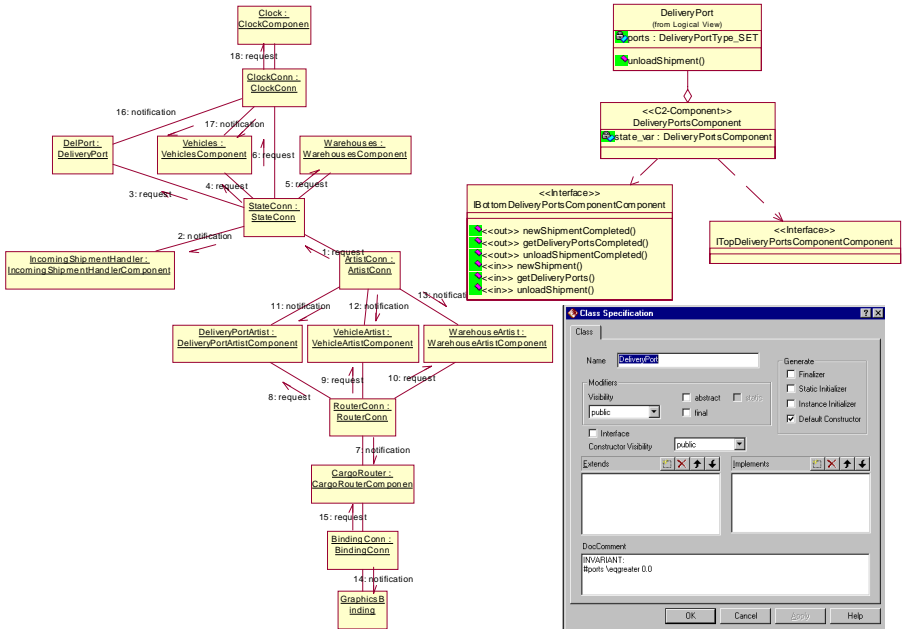 Clock :
ClockComponen
18: request
ClockConn :
ClockConn
16: notification
17: notification
DelPort :
DeliveryPort
Vehicles :
VehiclesComponent
6: request
Warehouses :
WarehousesComponent
3: request
4: request
5: request
StateConn :
StateConn
2: notification
1: request
IncomingShipmentHandler :
IncomingShipmentHandlerComponent
ArtistConn :
ArtistConn
11: notification
12: notification
13: notificati
DeliveryPortArtist :
DeliveryPortArtistComponent
VehicleArtist :
VehicleArtistComponent
WarehouseArtist :
WarehouseArtistComponent
8: request
9: request
10: request
RouterConn :
RouterConn
7: notification
CargoRouter :
CargoRouterComponen
15: request
BindingConn :
BindingConn
14: notification
GraphicsB
inding
DeliveryPort
(from Logical View)
ports : DeliveryPortType_SET
unloadShipment()
<<C2-Component>>
DeliveryPortsComponent
state_var : DeliveryPortsComponent
<<Interface>>
IBottomDeliveryPortsComponentComponent
<<out>> newShipmentCompleted()
<<out>> getDeliveryPortsCompleted()
<<out>> unloadShipmentCompleted()
<<in>> newShipment()
<<in>> getDeliveryPorts()
<<in>> unloadShipment()
<<Interface>>
ITopDeliveryPortsComponentComponent
Class Specification
Class
Name DeliveryPort
Modifiers
Visibility
public
abstract
static
final
Generate
Finalizer
Static Initializer
Instance Initializer
Default Constructor
Interface
Constructor Visibility public
Extends
Implements
DocComment
INVARIANT:
#ports \eqgreater 0.0
OK Cancel Apply Help